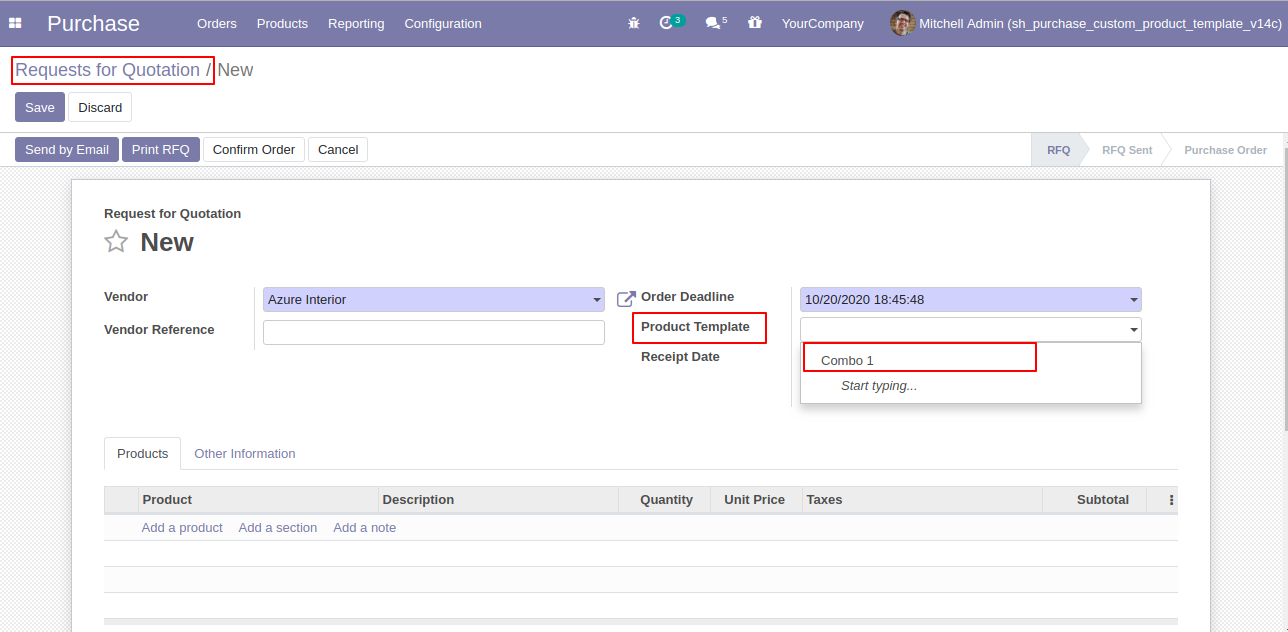 Purchase Orders Products Reporting Configuration 3 5 YourCompany Mitchell Admin (sh_purchase_custom_product_template_v14c)
Requests for Quotation / New
Save Discard
Send by Email Print RFQ Confirm Order Cancel RFQ RFQ Sent Purchase Order
Request for Quotation
New
Vendor Azure Interior Order Deadline 10/20/2020 18:45:48
Vendor Reference Product Template
Receipt Date Combo 1
Start typing...
Products Other Information
Product Description Quantity Unit Price Taxes Subtotal
Add a product Add a section Add a note